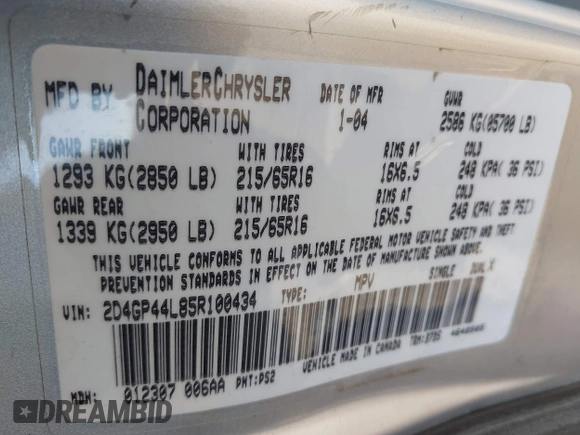 MFD BY DAIMLERCHRYSLER CORPORATION DATE OF MFR 1-04 GVWR 2586 KG(05700 LB)
GAWR FRONT WITH TIRES RIMS AT COLD
1293 KG(2850 LB) 215/65R16 16X6.5 248 KPA( 36 PSI)
GAWR REAR WITH TIRES RIMS AT COLD
1339 KG(2950 LB) 215/65R16 16X6.5 248 KPA( 36 PSI)
THIS VEHICLE CONFORMS TO ALL APPLICABLE FEDERAL MOTOR VEHICLE SAFETY AND THEFT
PREVENTION STANDARDS IN EFFECT ON THE DATE OF MANUFACTURE SHOWN ABOVE
VIN: 2D4GP44L85R100434 TYPE: MPV SINGLE DUAL X
VEHICLE MADE IN CANADA
MDH: 012307 006AA PNT:PS2
DREAMBID